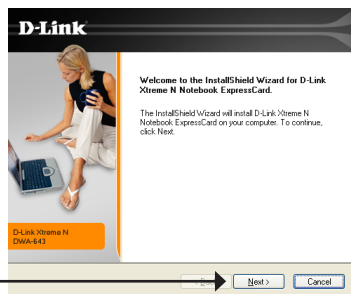 D-Link
Welcome to the InstallShield Wizard for D-Link
Xtreme N Notebook ExpressCard.
The InstallShield Wizard will install D-Link Xtreme N
Notebook ExpressCard on your computer. To continue,
click Next.
D-Link Xtreme N
DWA-643
Next >
Cancel